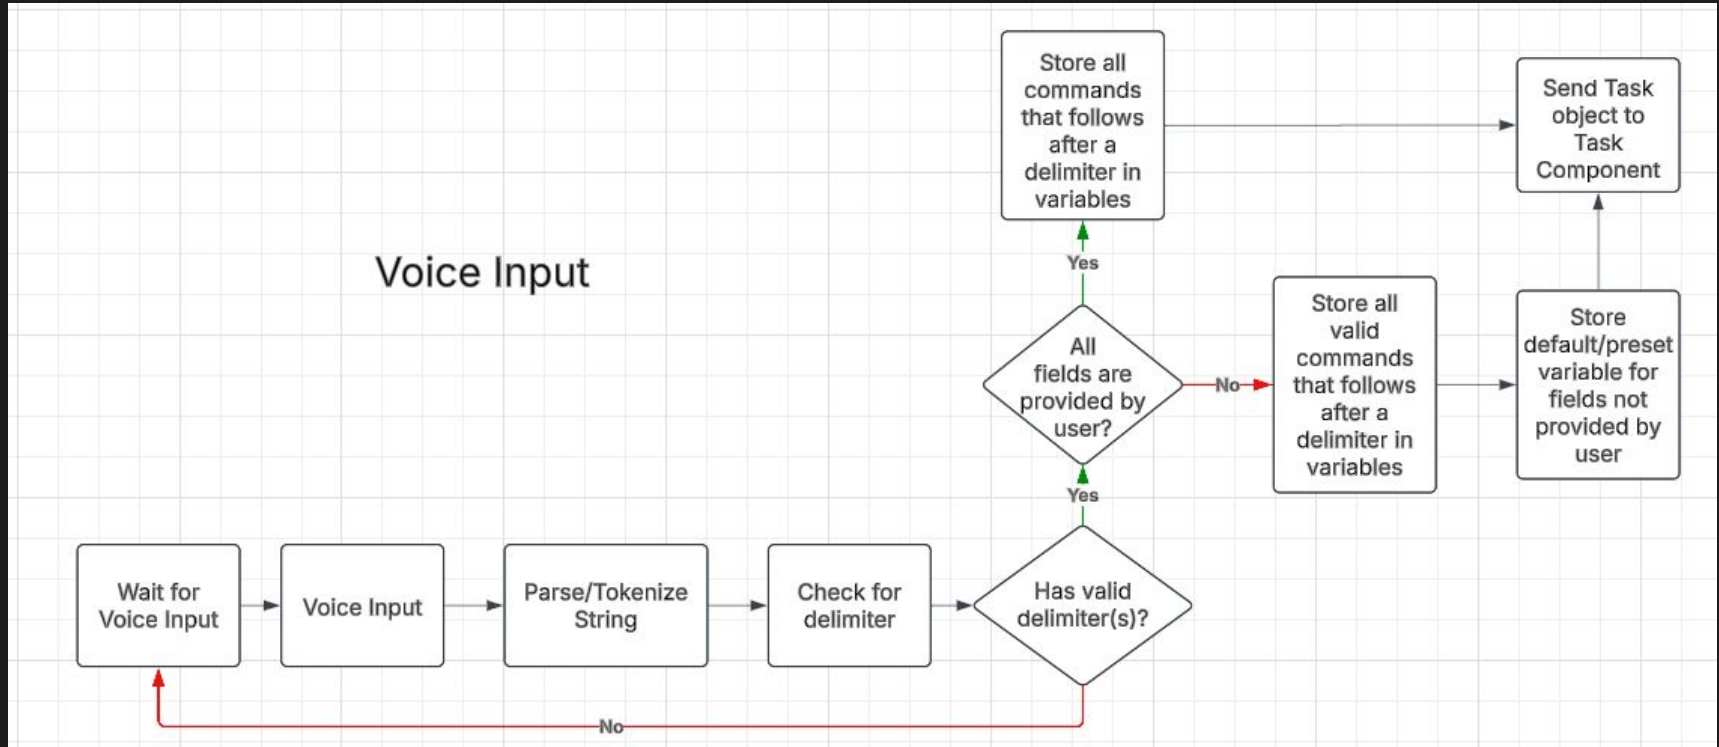 Voice Input
Wait for
Voice Input
Voice Input
Parse/Tokenize
String
Check for
delimiter
Has valid
delimiter(s)?
No
Yes
All
fields are
provided by
user?
Yes
Store all
commands
that follows
after a
delimiter in
variables
No
Store all
valid
commands
that follows
after a
delimiter in
variables
Store
default/preset
variable for
fields not
provided by
user
Send Task
object to
Task
Component